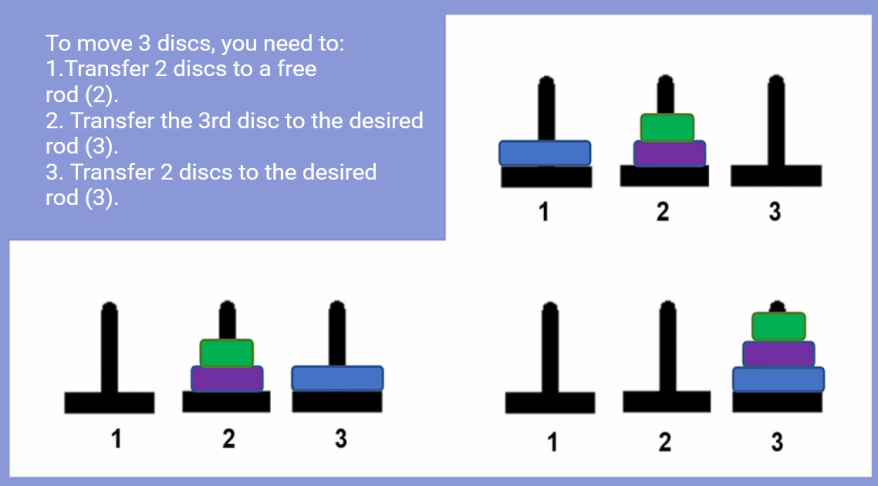 To move 3 discs, you need to:
1.Transfer 2 discs to a free
rod (2).
2. Transfer the 3rd disc to the desired
rod (3).
3. Transfer 2 discs to the desired
rod (3).
1 2 3
1 2 3
1 2 3